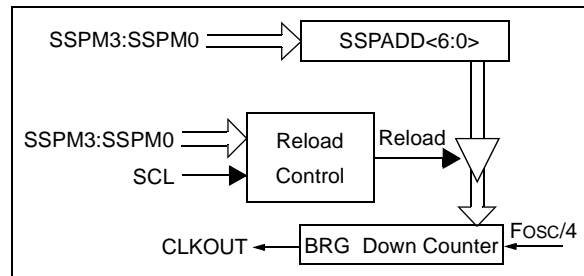 SSPM3:SSPM0
SSPADD<6:0>
SSPM3:SSPM0
SCL
Reload
Control
Reload
CLKOUT
BRG Down Counter
FOSC/4